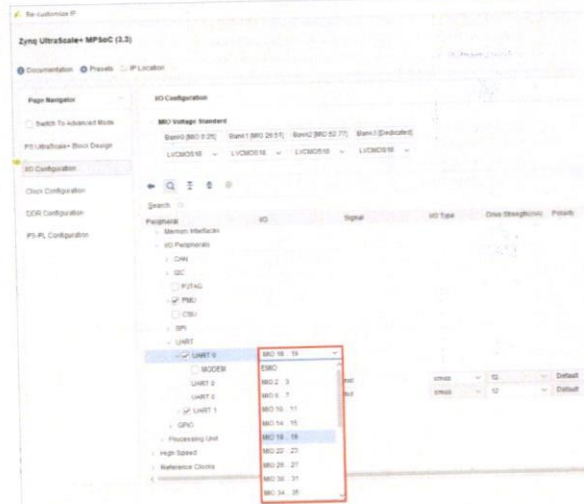 Re-customize IP
Zynq UltraScale+ MPSoC (3.3)
Documentation Presets IP Location
Page Navigator
I/O Configuration
Switch To Advanced Mode
MIO Voltage Standard
PS UltraScale+ Block Design
Bank0 [MIO 0:25] Bank1 [MIO 26:51] Bank2 [MIO 52:77] Bank3 [Dedicated]
LVCMOS18 LVCMOS18 LVCMOS18 LVCMOS18
I/O Configuration
Clock Configuration
DDR Configuration
PS-PL Configuration
Search
Peripheral I/O Signal I/O Type Drive Strength(mA) Polarity
Memory Interfaces
I/O Peripherals
CAN
I2C
PJTAG
PMU
CSU
SPI
UART
UART 0 MIO 18 .. 19
MODEM EMIO
UART 0 MIO 2 .. 3 cmos 12 Default
UART 0 MIO 6 .. 7 cmos 12 Default
UART 1 MIO 10 .. 11
GPIO MIO 14 .. 15
Processing Unit MIO 18 .. 19
High Speed MIO 22 .. 23
Reference Clocks MIO 26 .. 27
MIO 30 .. 31
MIO 34 .. 35